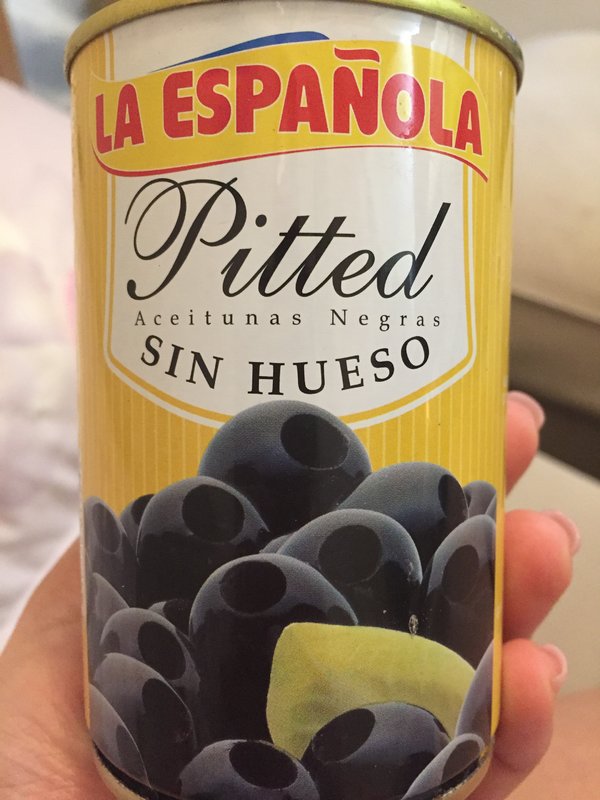 LA ESPAÑOLA
Pitted
Aceitunas Negras
SIN HUESO